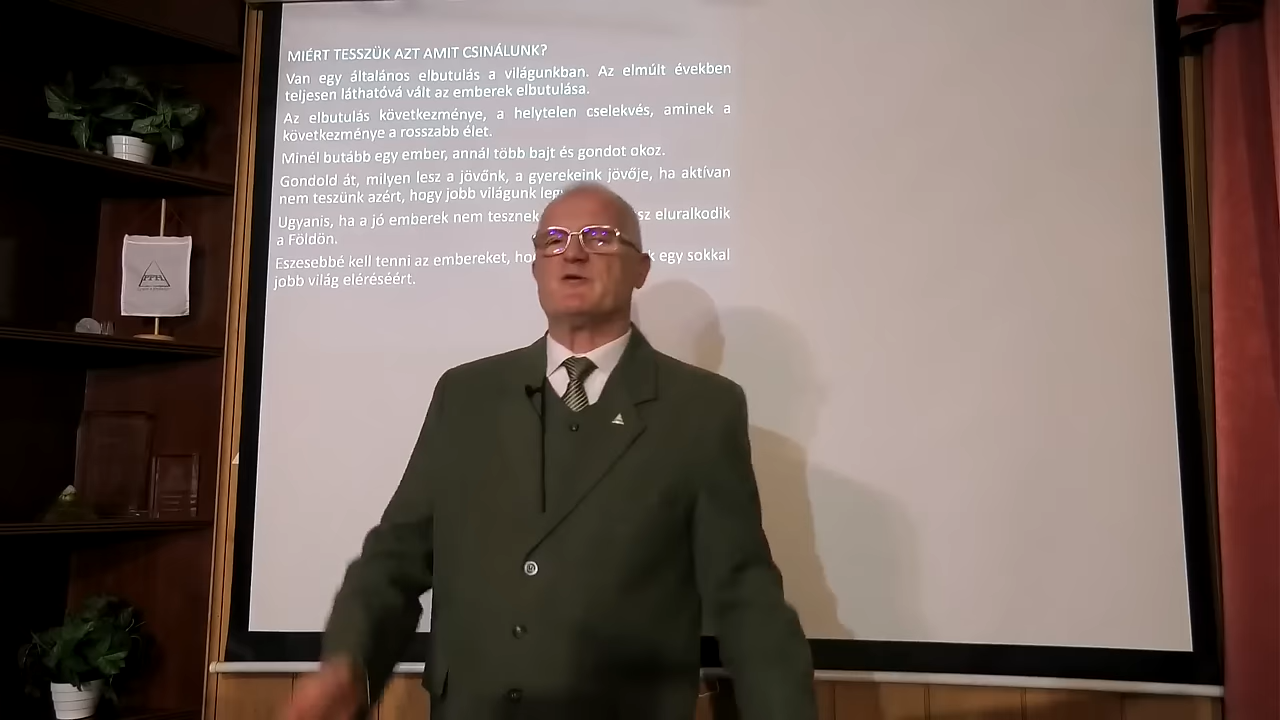 MIÉRT TESSZÜK AZT AMIT CSINÁLUNK?
Van egy általános elbutulás a világunkban. Az elmúlt években
teljesen láthatóvá vált az emberek elbutulása.
Az elbutulás következménye, a helytelen cselekvés, aminek a
következménye a rosszabb élet.
Minél butább egy ember, annál több bajt és gondot okoz.
Gondold át, milyen lesz a jövőnk, a gyerekeink jövője, ha aktívan
nem teszünk azért, hogy jobb világunk
Ugyanis, ha a jó emberek nem tesznek eluralkodik
a Földön.
Eszesebbé kell tenni az embereket, egy sokkal
jobb világ eléréséért.